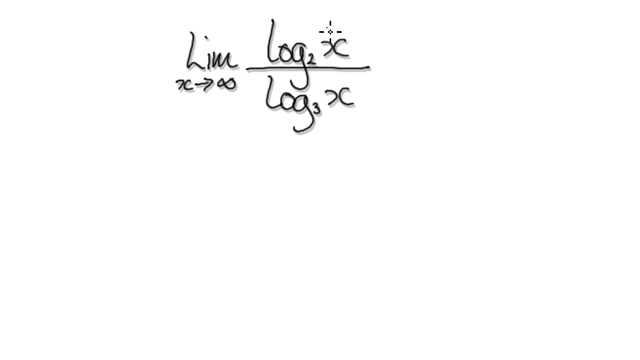 Lim x→∞ log₂ x / log₃ x